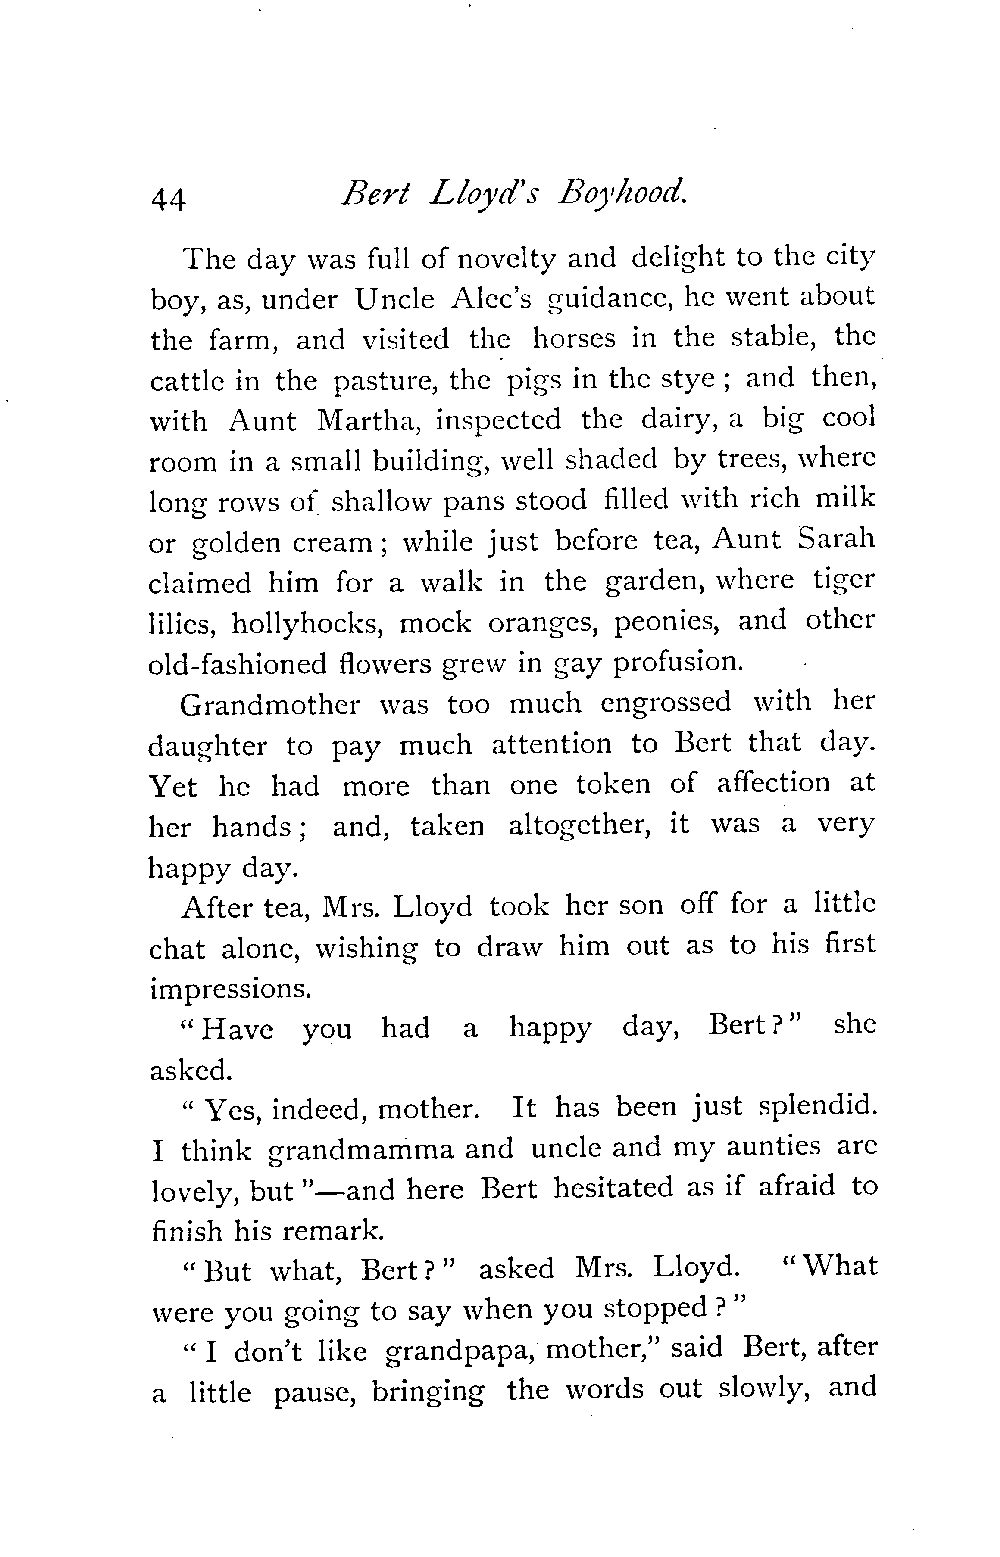 44 Bert Lloyd's Boyhood.
The day was full of novelty and delight to the city
boy, as, under Uncle Alec's guidance, he went about
the farm, and visited the horses in the stable, the
cattle in the pasture, the pigs in the stye ; and then,
with Aunt Martha, inspected the dairy, a big cool
room in a small building, well shaded by trees, where
long rows of shallow pans stood filled with rich milk
or golden cream ; while just before tea, Aunt Sarah
claimed him for a walk in the garden, where tiger
lilies, hollyhocks, mock oranges, peonies, and other
old-fashioned flowers grew in gay profusion.
Grandmother was too much engrossed with her
daughter to pay much attention to Bert that day.
Yet he had more than one token of affection at
her hands ; and, taken altogether, it was a very
happy day.
After tea, Mrs. Lloyd took her son off for a little
chat alone, wishing to draw him out as to his first
impressions.
“ Have you had a happy day, Bert ? ” she
asked.
“ Yes, indeed, mother. It has been just splendid.
I think grandmamma and uncle and my aunties are
lovely, but ”—and here Bert hesitated as if afraid to
finish his remark.
“ But what, Bert ? ” asked Mrs. Lloyd. “ What
were you going to say when you stopped ? ”
“ I don't like grandpapa, mother,” said Bert, after
a little pause, bringing the words out slowly, and